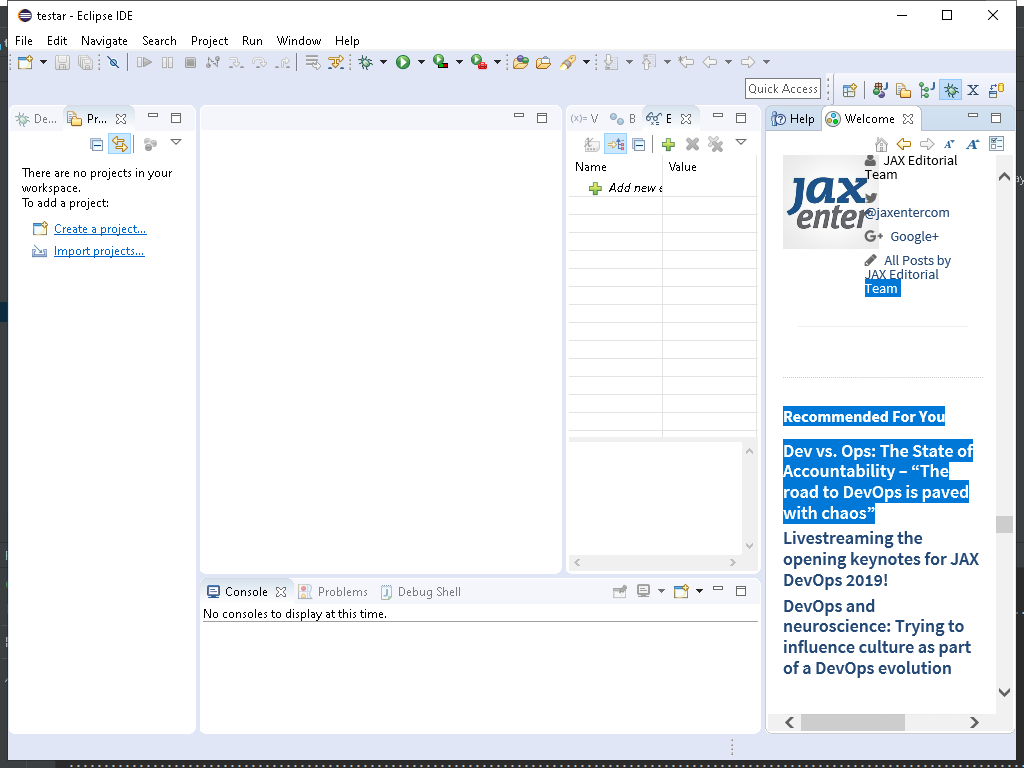 testar - Eclipse IDE
File Edit Navigate Search Project Run Window Help
Quick Access
De...
Pr...
(x)= V
B
E
Help
Welcome
There are no projects in your
workspace.
To add a project:
Create a project...
Import projects...
Name Value
Add new e
JAX
enter
JAX Editorial
Team
@jaxentercom
G+ Google+
All Posts by
JAX Editorial
Team
Recommended For You
Dev vs. Ops: The State of
Accountability – “The
road to DevOps is paved
with chaos”
Livestreaming the
opening keynotes for JAX
DevOps 2019!
DevOps and
neuroscience: Trying to
influence culture as part
of a DevOps evolution
Console Problems Debug Shell
No consoles to display at this time.